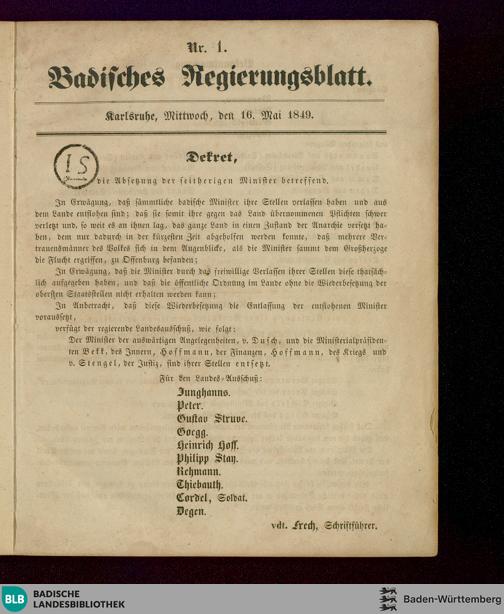 Nr. 1.
Badisches Regierungsblatt.
Karlsruhe, Mittwoch, den 16. Mai 1849.
Dekret,
IS
die Absetzung der seitherigen Minister betreffend.
In Erwägung, daß sämmtliche badische Minister ihre Stellen verlassen haben und aus
dem Lande entflohen sind; daß sie somit ihre gegen das Land übernommenen Pflichten schwer
verletzt und, so weit es an ihnen lag, das ganze Land in einen Zustand der Anarchie versetzt ha-
ben, dem nur dadurch in der kürzesten Zeit abgeholfen werden konnte, daß mehrere Ver-
trauensmänner des Volkes sich in dem Augenblick, als die Minister sammt dem Großherzoge
die Flucht ergriffen, zu Offenburg befanden;
In Erwägung, daß die Minister durch das freiwillige Verlassen ihrer Stellen diese thatsäch-
lich aufgegeben haben, und daß die öffentliche Ordnung im Lande ohne die Wiederbesetzung der
obersten Staatsstellen nicht erhalten werden kann;
In Anbetracht, daß diese Wiederbesetzung die Entlassung der entflohenen Minister
voraussetzt,
verfügt der regierende Landesausschuß, wie folgt:
Der Minister der auswärtigen Angelegenheiten, v. Dusch, und die Ministerialpräsiden-
ten Bekk, des Innern, Hoffmann, der Finanzen, Hoffmann, des Kriegs und
v. Stengel, der Justiz, sind ihrer Stellen entsetzt.
Für den Landes-Ausschuß:
Junghanns.
Peter.
Gustav Struve.
Goegg.
Heinrich Hoff.
Philipp Stay.
Rehmann.
Thiebauth.
Cordel, Soldat.
Degen.
vdt. Frech, Schriftführer.
BLB BADISCHE
LANDESBIBLIOTHEK
Baden-Württemberg